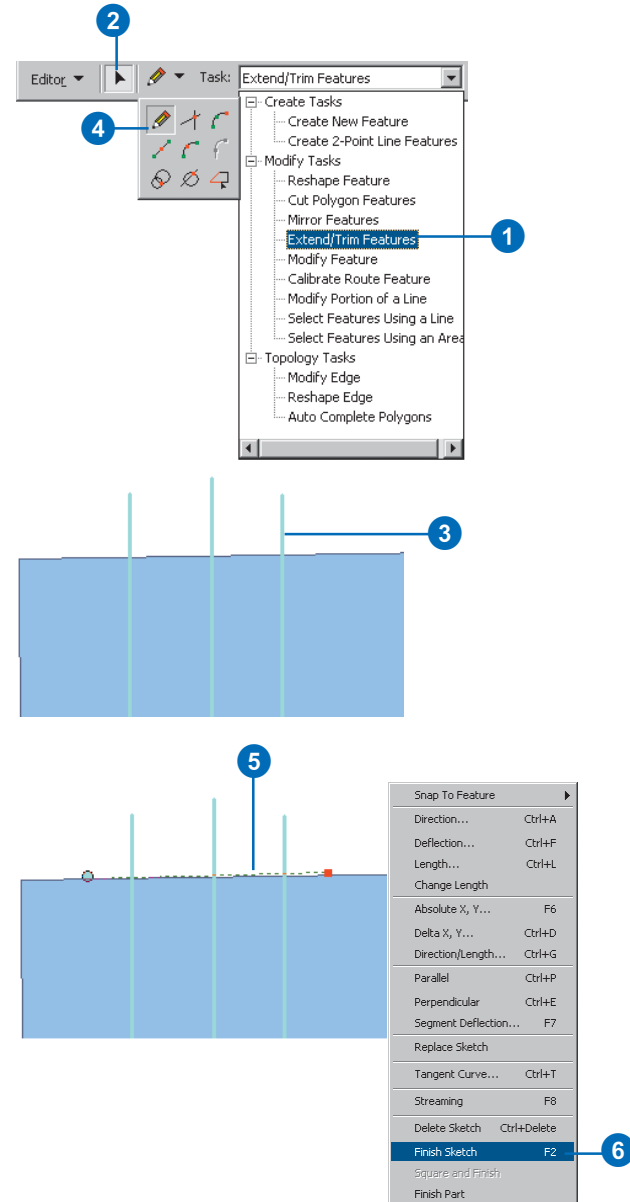 2
Editor Task: Extend/Trim Features
4
Create Tasks
Create New Feature
Create 2-Point Line Features
Modify Tasks
Reshape Feature
Cut Polygon Features
Mirror Features
Extend/Trim Features
1
Modify Feature
Calibrate Route Feature
Modify Portion of a Line
Select Features Using a Line
Select Features Using an Area
Topology Tasks
Modify Edge
Reshape Edge
Auto Complete Polygons
3
5
Snap To Feature
Direction... Ctrl+A
Deflection... Ctrl+F
Length... Ctrl+L
Change Length
Absolute X, Y... F6
Delta X, Y... Ctrl+D
Direction/Length... Ctrl+G
Parallel Ctrl+P
Perpendicular Ctrl+E
Segment Deflection... F7
Replace Sketch
Tangent Curve... Ctrl+T
Streaming F8
Delete Sketch Ctrl+Delete
Finish Sketch F2
6
Square and Finish
Finish Part